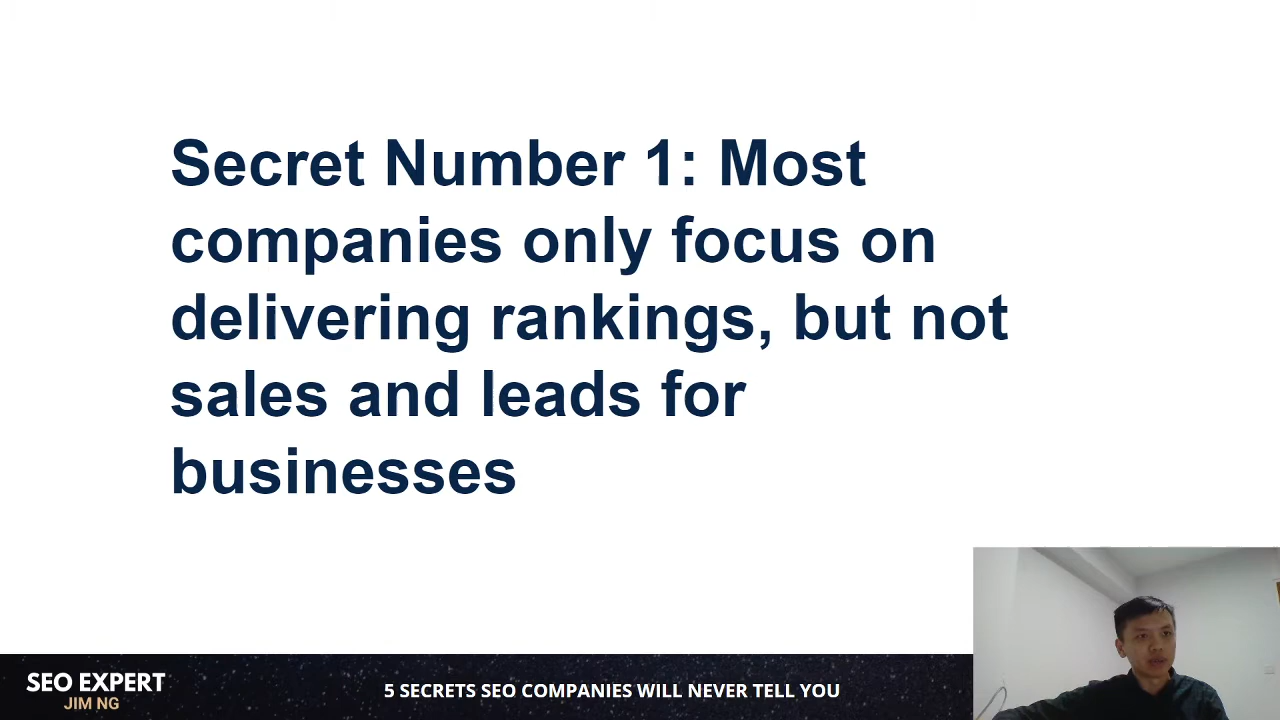 Secret Number 1: Most
companies only focus on
delivering rankings, but not
sales and leads for
businesses
SEO EXPERT
JIM NG
5 SECRETS SEO COMPANIES WILL NEVER TELL YOU